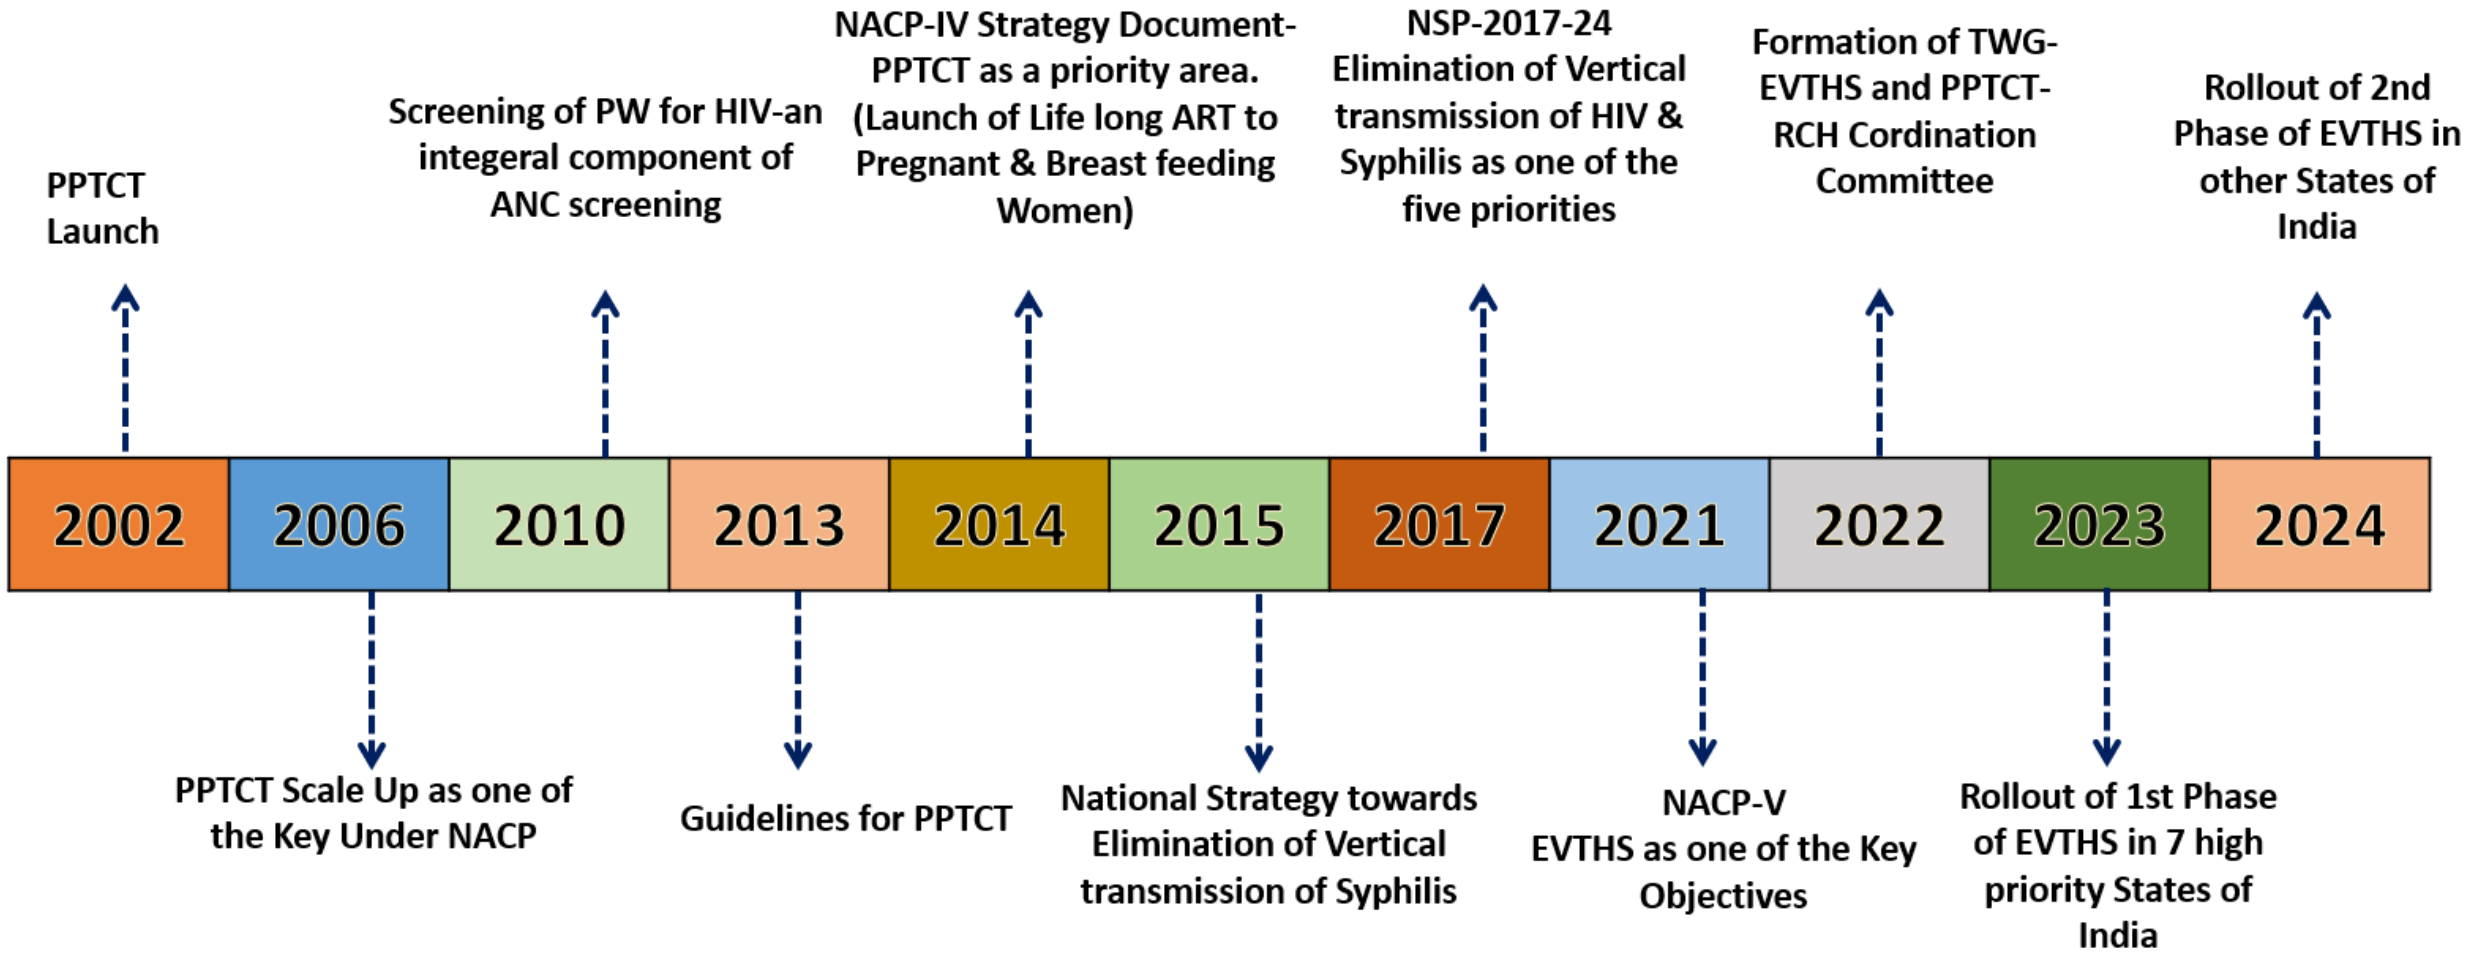 PPTCT
Launch
Screening of PW for HIV-an
integeral component of
ANC screening
NACP-IV Strategy Document-
PPTCT as a priority area.
(Launch of Life long ART to
Pregnant & Breast feeding
Women)
NSP-2017-24
Elimination of Vertical
transmission of HIV &
Syphilis as one of the
five priorities
Formation of TWG-
EVTHS and PPTCT-
RCH Cordination
Committee
Rollout of 2nd
Phase of EVTHS in
other States of
India
2002 2006 2010 2013 2014 2015 2017 2021 2022 2023 2024
PPTCT Scale Up as one of
the Key Under NACP
Guidelines for PPTCT
National Strategy towards
Elimination of Vertical
transmission of Syphilis
NACP-V
EVTHS as one of the Key
Objectives
Rollout of 1st Phase
of EVTHS in 7 high
priority States of
India